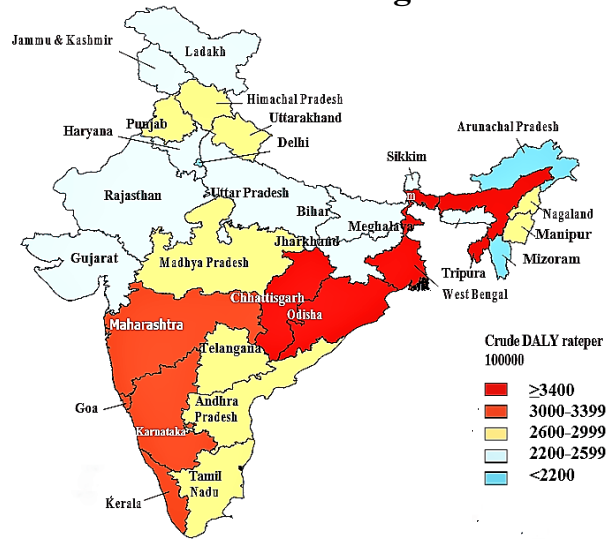 Jammu & Kashmir
Ladakh
Himachal Pradesh
Punjab
Uttarakhand
Haryana
Delhi
Arunachal Pradesh
Sikkim
Rajasthan
Uttar Pradesh
Bihar
Meghalaya
Nagaland
Manipur
Jharkhand
Gujarat
Madhya Pradesh
Mizoram
Tripura
West Bengal
Chhattisgarh
Odisha
Maharashtra
Telangana
Goa
Andhra
Pradesh
Karnataka
Tamil
Nadu
Kerala
Crude DALY rateper
100000
≥3400
3000-3399
2600-2999
2200-2599
<2200